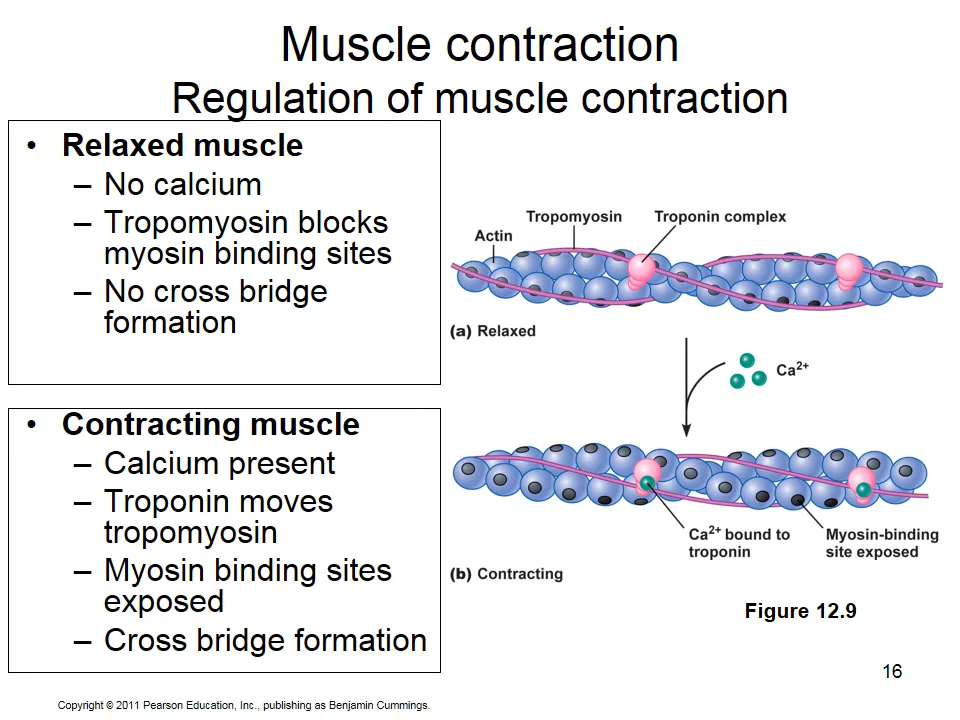 Muscle contraction
Regulation of muscle contraction
• Relaxed muscle
– No calcium
– Tropomyosin blocks
myosin binding sites
– No cross bridge
formation
• Contracting muscle
– Calcium present
– Troponin moves
tropomyosin
– Myosin binding sites
exposed
– Cross bridge formation
Tropomyosin
Troponin complex
Actin
(a) Relaxed
Ca²⁺
Ca²⁺ bound to
troponin
Myosin-binding
site exposed
(b) Contracting
Figure 12.9
16
Copyright © 2011 Pearson Education, Inc., publishing as Benjamin Cummings.